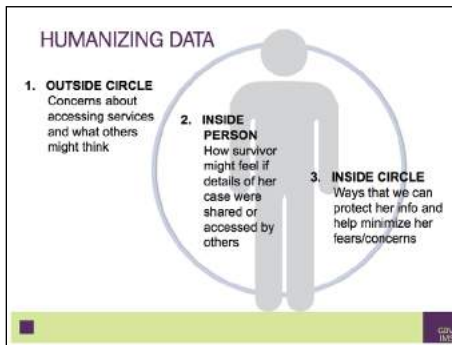 HUMANIZING DATA
1. OUTSIDE CIRCLE
Concerns about
accessing services
and what others
might think
2. INSIDE
PERSON
How survivor
might feel if
details of her
case were
shared or
accessed by
others
3. INSIDE CIRCLE
Ways that we can
protect her info and
help minimize her
fears/concerns